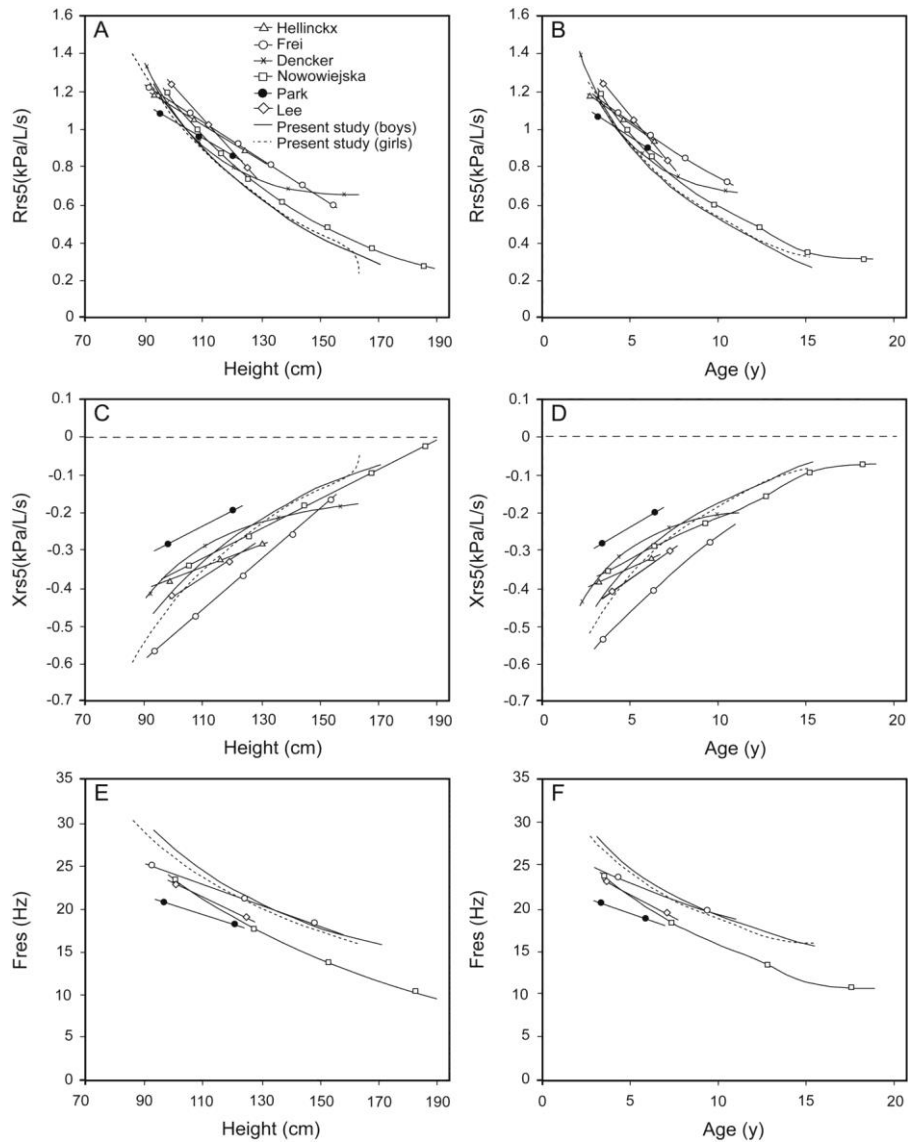 A
Hellinckx
Frei
Dencker
Nowowiejska
Park
Lee
Present study (boys)
Present study (girls)
Rrs5(kPa/L/s)
1.6
1.4
1.2
1
0.8
0.6
0.4
0.2
0
70 90 110 130 150 170 190
Height (cm)
B
Rrs5(kPa/L/s)
1.6
1.4
1.2
1
0.8
0.6
0.4
0.2
0
0 5 10 15 20
Age (y)
C
Xrs5(kPa/L/s)
0.1
0
-0.1
-0.2
-0.3
-0.4
-0.5
-0.6
-0.7
70 90 110 130 150 170 190
Height (cm)
D
Xrs5(kPa/L/s)
0.1
0
-0.1
-0.2
-0.3
-0.4
-0.5
-0.6
-0.7
0 5 10 15 20
Age (y)
E
Fres (Hz)
35
30
25
20
15
10
5
0
70 90 110 130 150 170 190
Height (cm)
F
Fres (Hz)
35
30
25
20
15
10
5
0
0 5 10 15 20
Age (y)